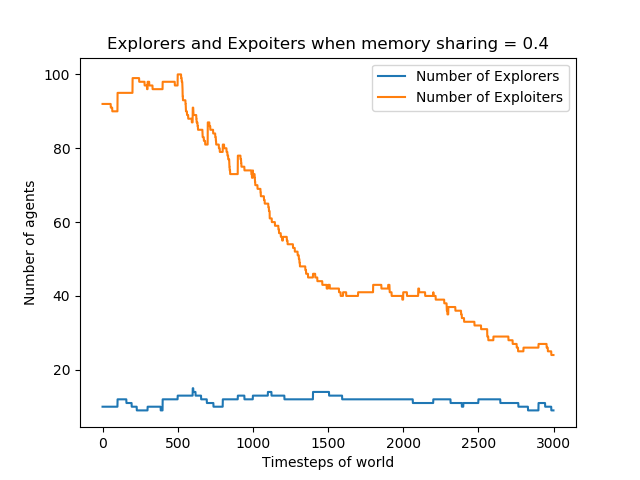 Explorers and Expoiters when memory sharing = 0.4
Number of Explorers
Number of Exploiters
100
80
60
40
20
Number of agents
0 500 1000 1500 2000 2500 3000
Timesteps of world